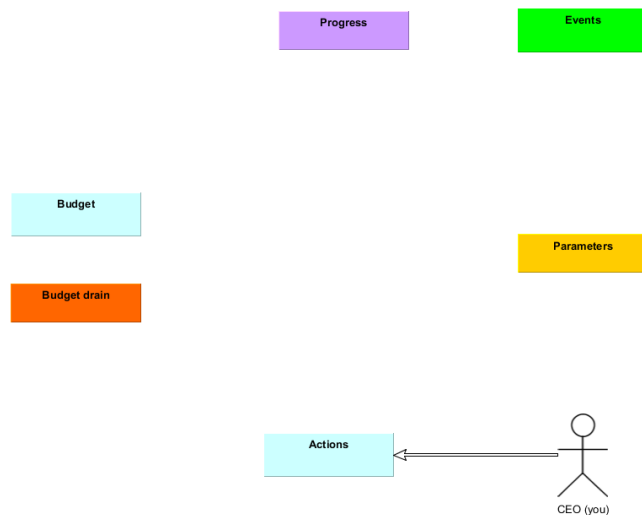 Progress
Events
Budget
Parameters
Budget drain
Actions
CEO (you)